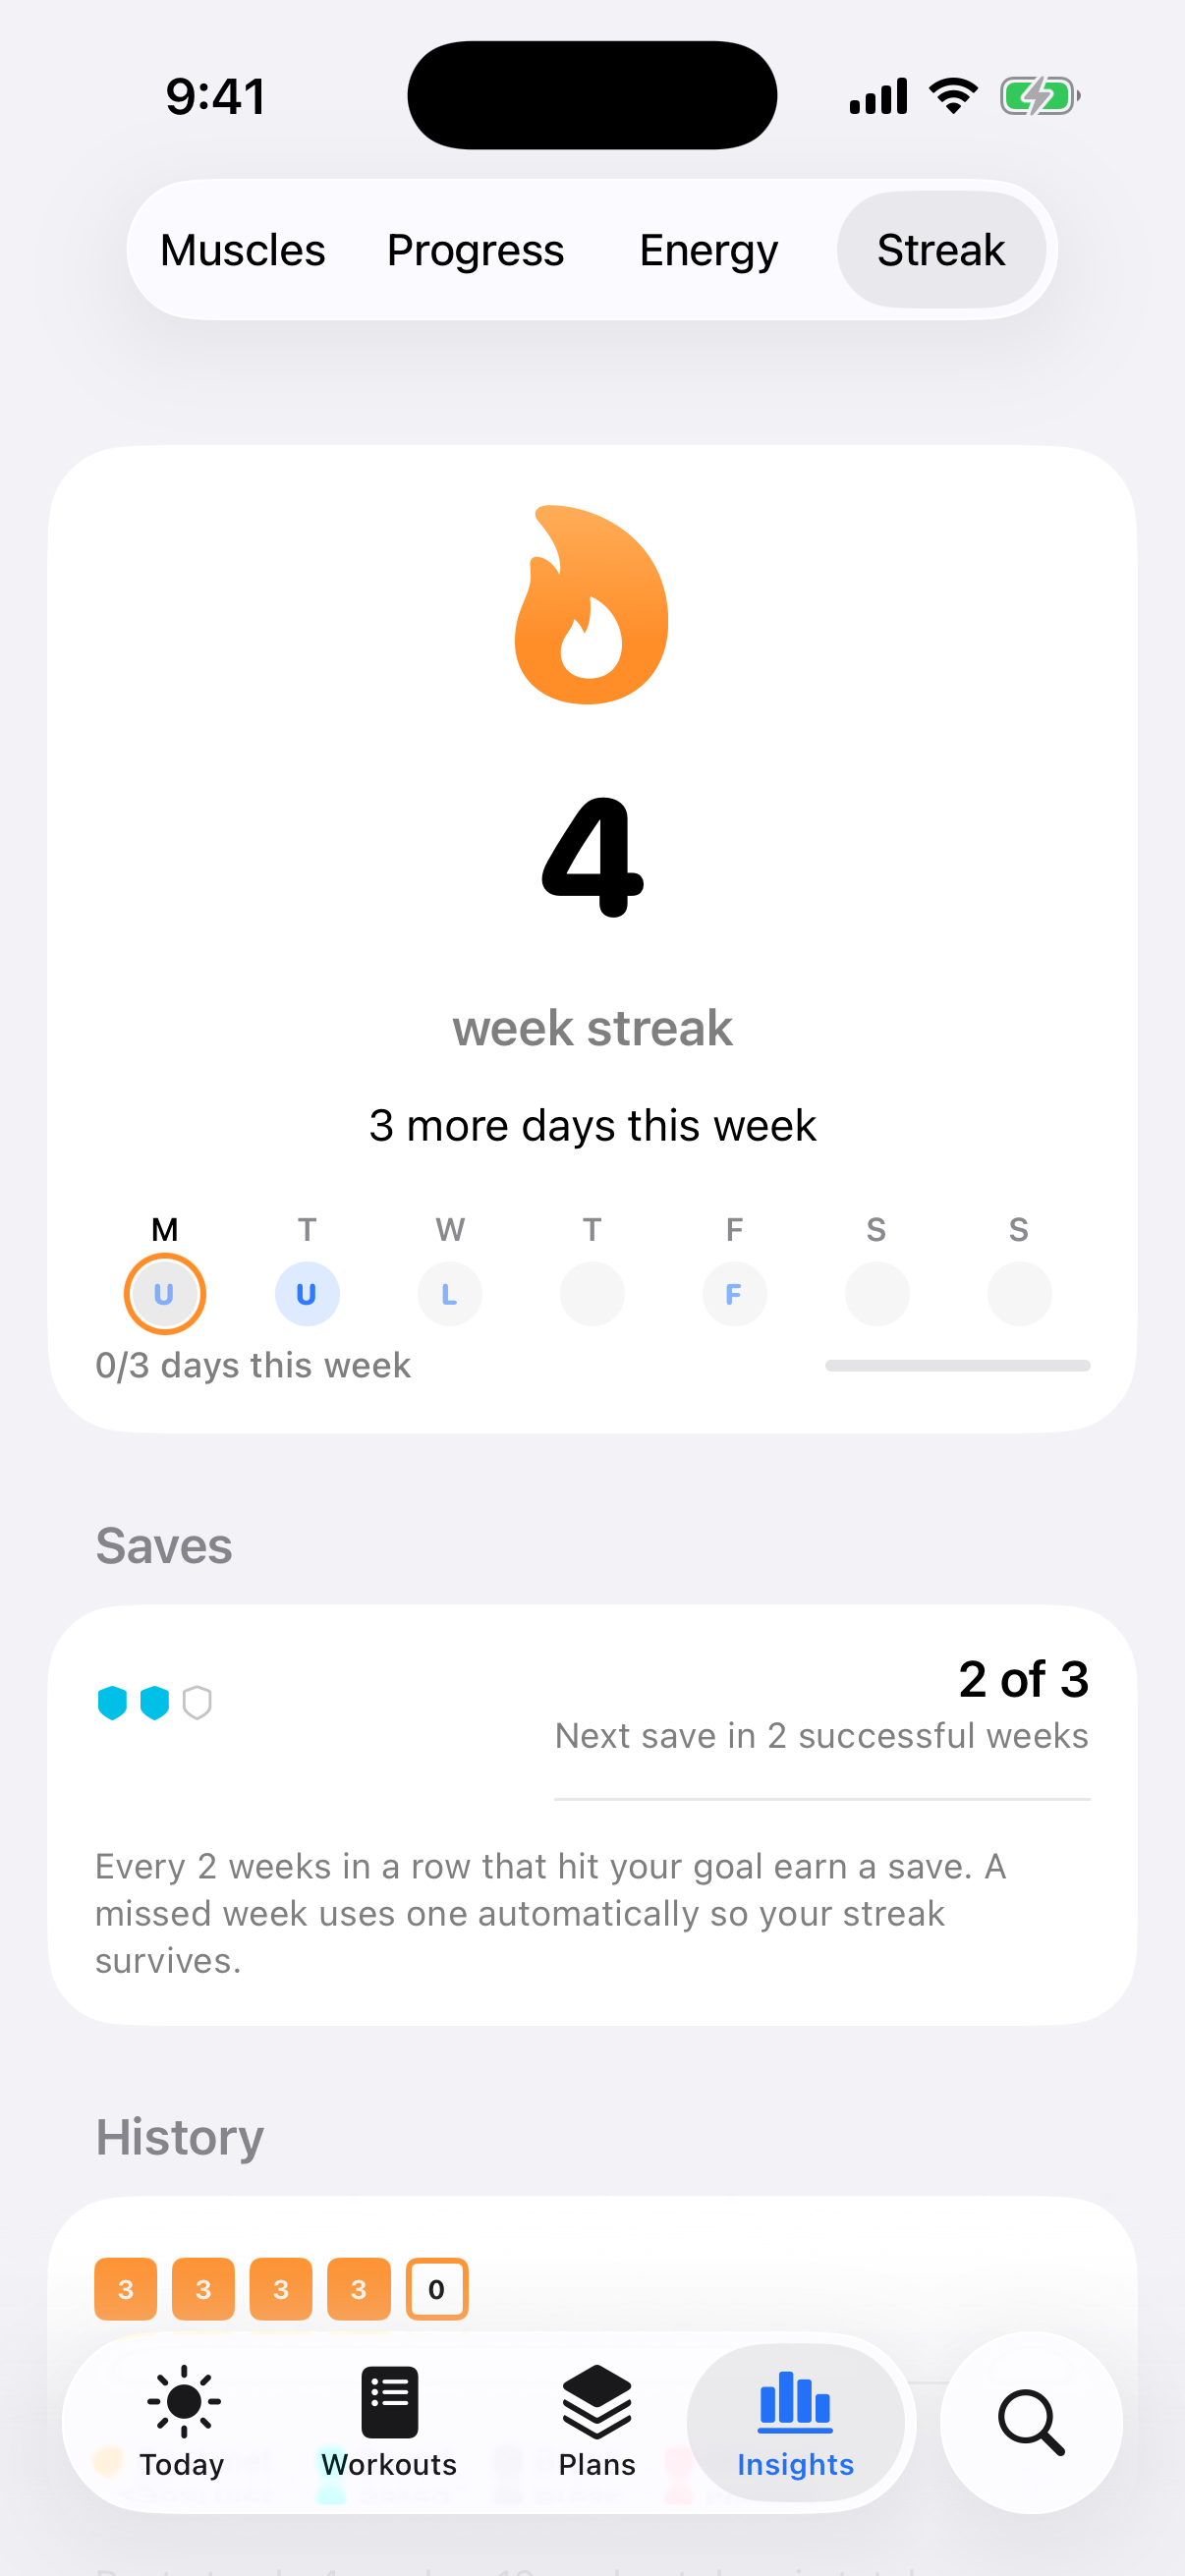 9:41
Muscles Progress Energy Streak
4
week streak
3 more days this week
M T W T F S S
U U L F
0/3 days this week
Saves
2 of 3
Next save in 2 successful weeks
Every 2 weeks in a row that hit your goal earn a save. A
missed week uses one automatically so your streak
survives.
History
3 3 3 3 0
Today Workouts Plans Insights